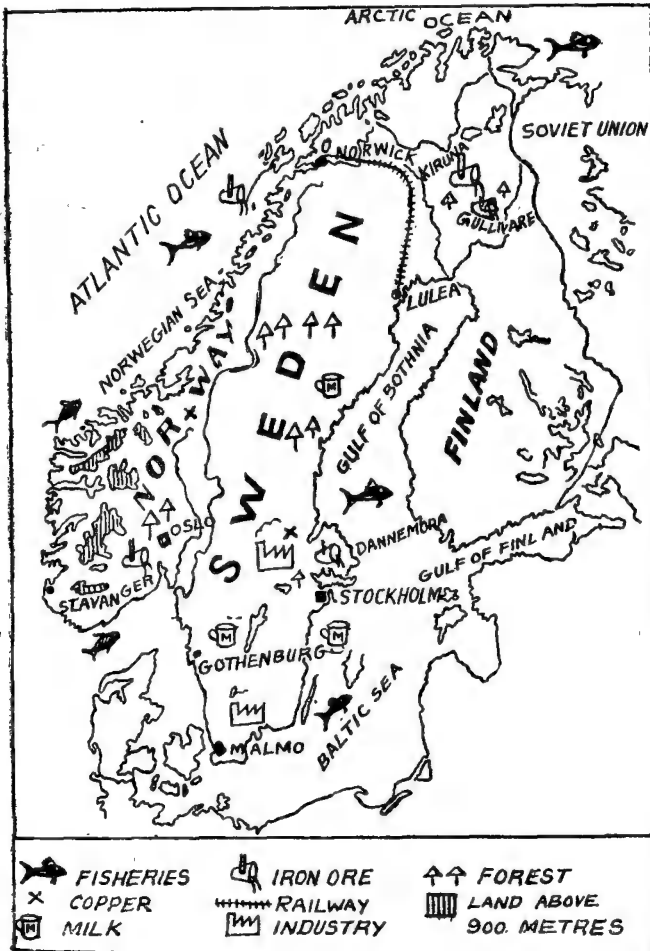 ARCTIC OCEAN
SOVIET UNION
NORWICK
KIRUNA
ATLANTIC OCEAN
GULLIVARE
NORWEGIAN SEA
LULEA
SWEDEN
NORWAY
M
GULF OF BOTHNIA
FINLAND
OSLO
DANNEMORA
GULF OF FINLAND
STAVANGER
STOCKHOLM
M
M
GOTHENBURG
BALTIC SEA
MALMO
FISHERIES
IRON ORE
FOREST
COPPER
RAILWAY
LAND ABOVE
M
MILK
INDUSTRY
900 METRES